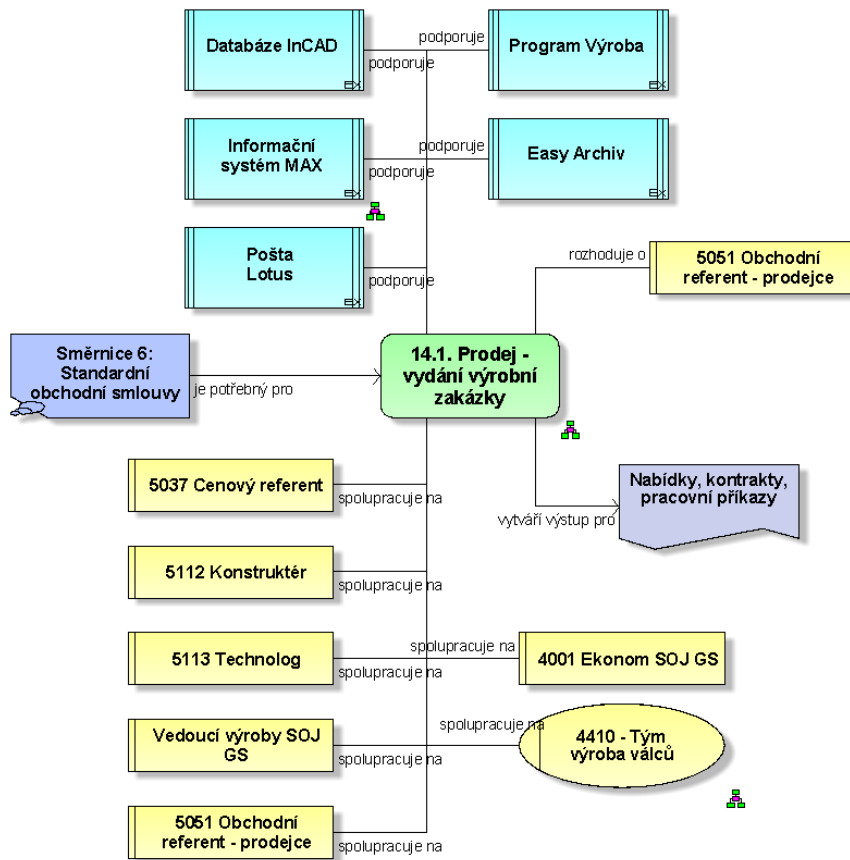 Databáze InCAD
podporuje
podporuje
Program Výroba
Informační
systém MAX
podporuje
podporuje
Easy Archiv
Pošta
Lotus
podporuje
rozhoduje o
5051 Obchodní
referent - prodejce
Směrnice 6:
Standardní
obchodní smlouvy
je potřebný pro
14.1. Prodej -
vydání výrobní
zakázky
Nabídky, kontrakty,
pracovní příkazy
vytváří výstup pro
5037 Cenový referent
spolupracuje na
5112 Konstruktér
spolupracuje na
5113 Technolog
spolupracuje na
spolupracuje na
4001 Ekonom SOJ GS
Vedoucí výroby SOJ
GS
spolupracuje na
spolupracuje na
4410 - Tým
výroba válců
5051 Obchodní
referent - prodejce
spolupracuje na